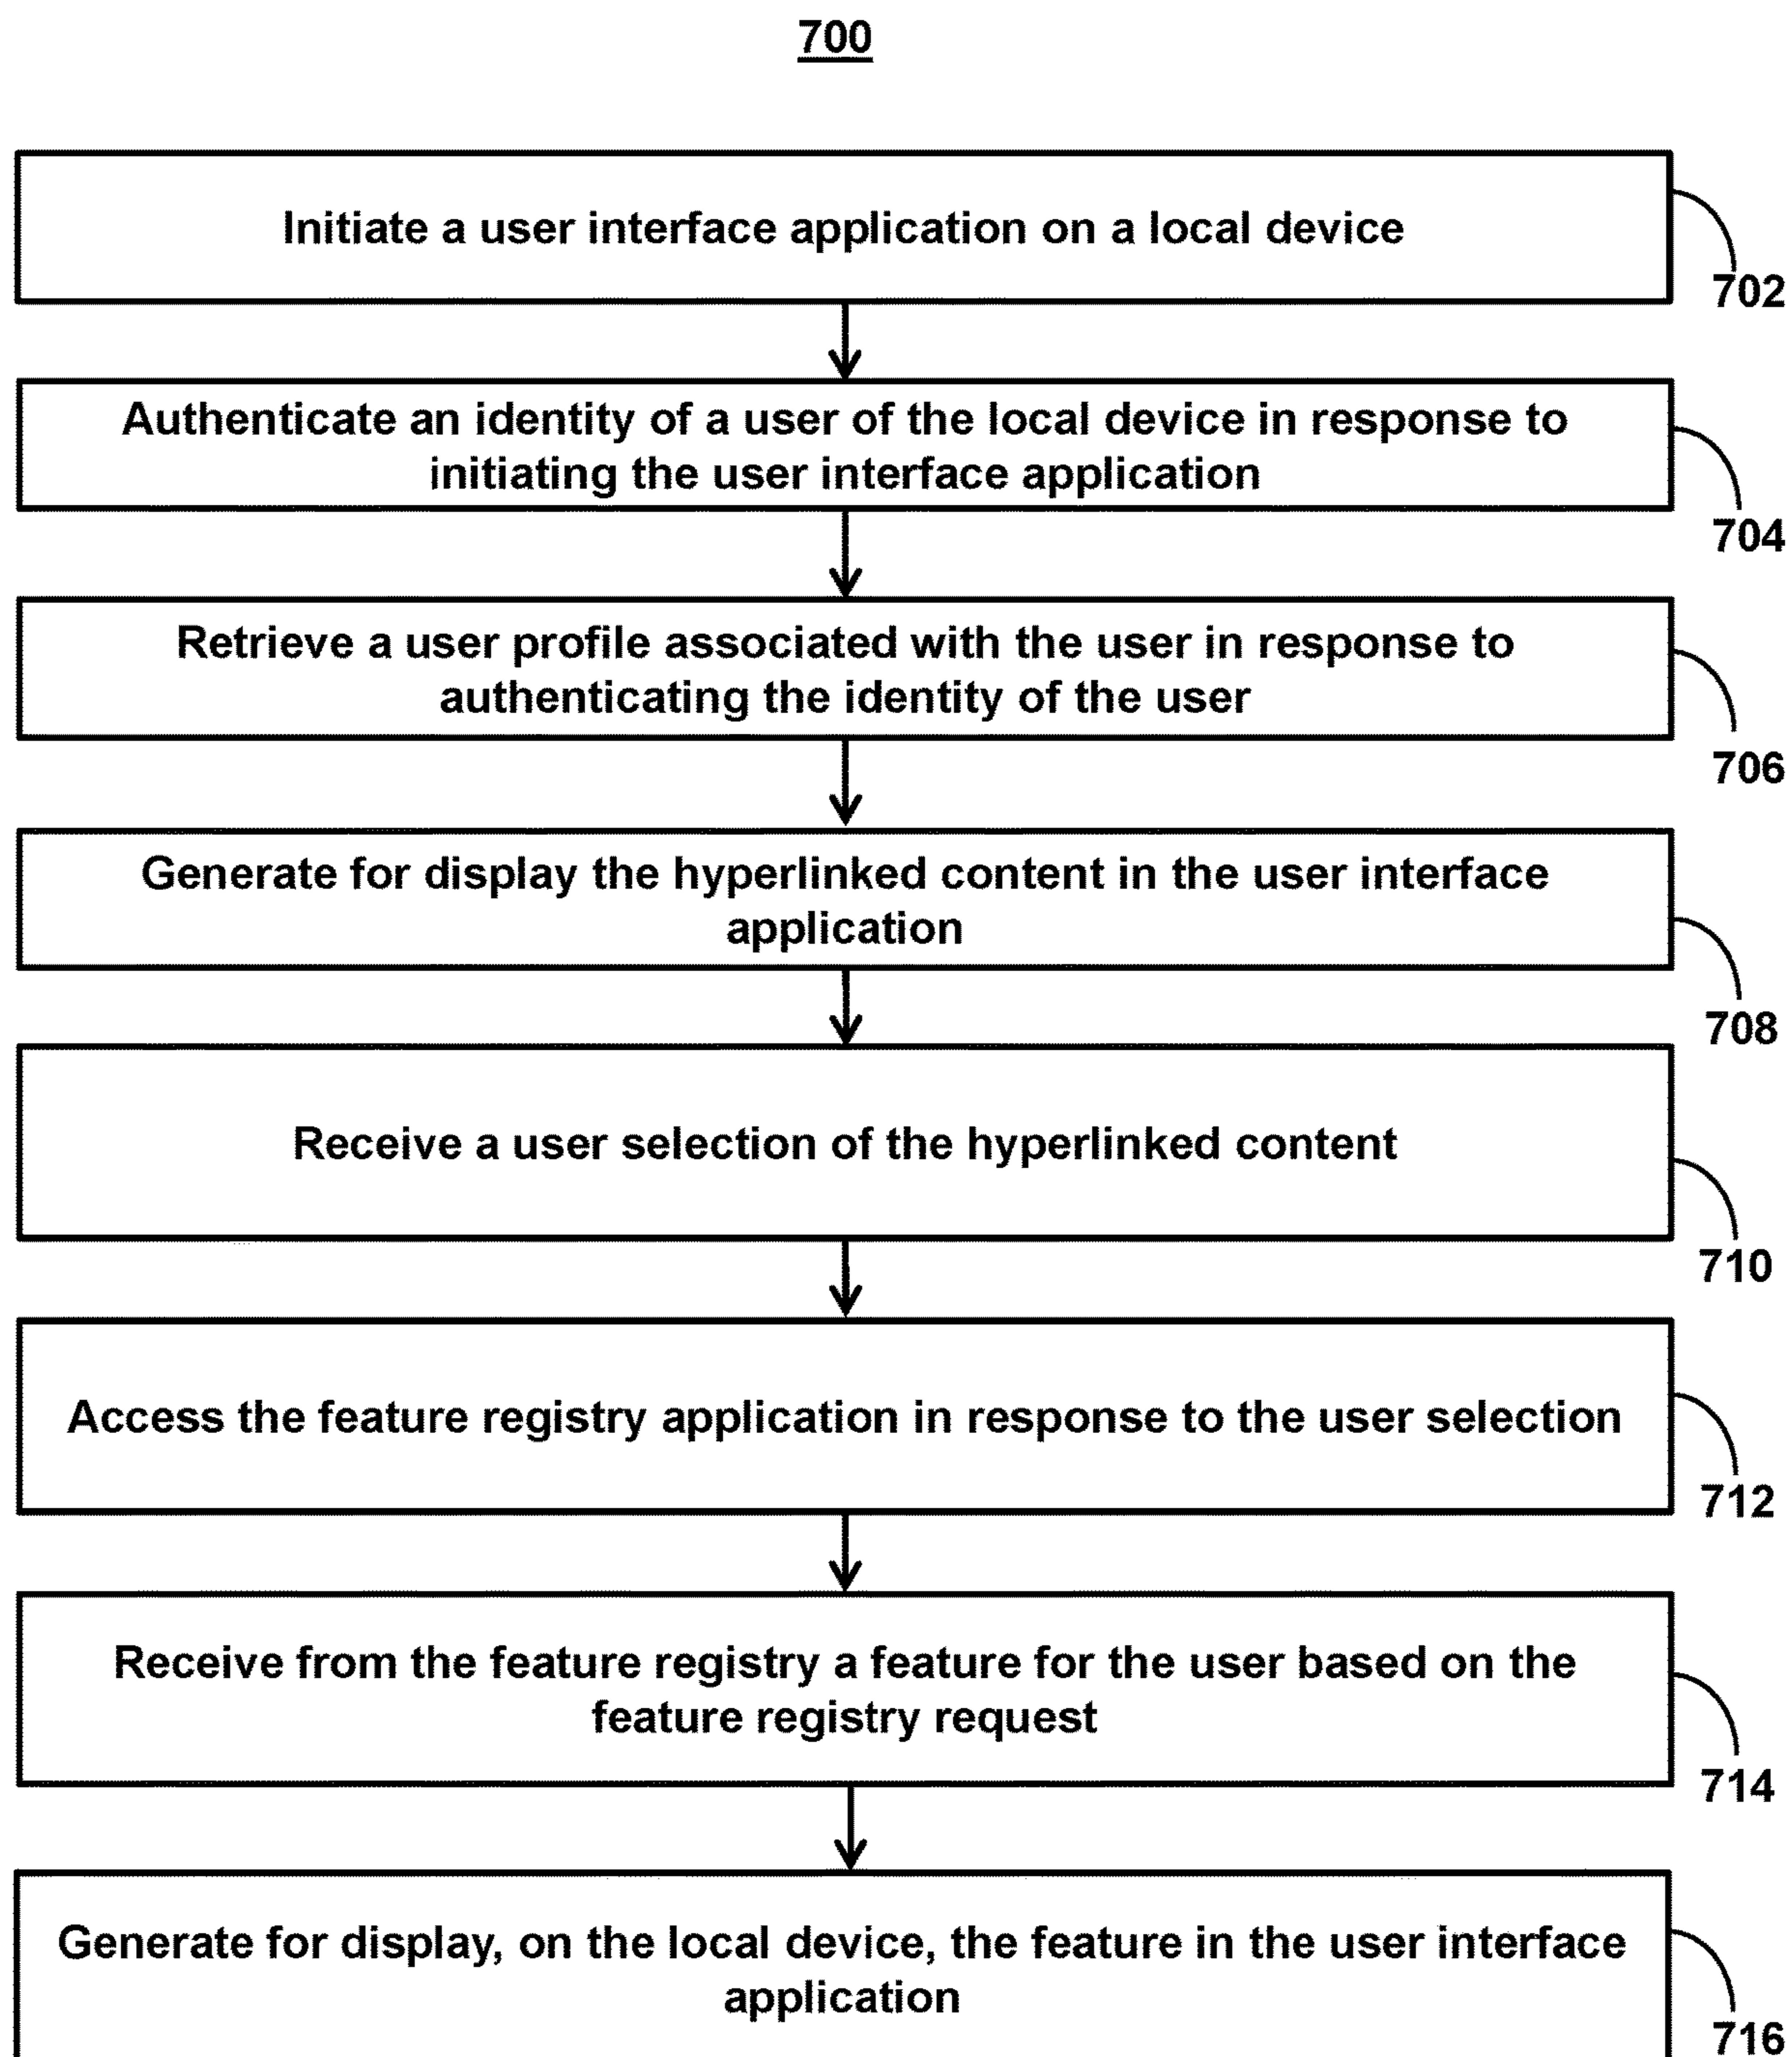 700
Initiate a user interface application on a local device
702
Authenticate an identity of a user of the local device in response to
initiating the user interface application
704
Retrieve a user profile associated with the user in response to
authenticating the identity of the user
706
Generate for display the hyperlinked content in the user interface
application
708
Receive a user selection of the hyperlinked content
710
Access the feature registry application in response to the user selection
712
Receive from the feature registry a feature for the user based on the
feature registry request
714
Generate for display, on the local device, the feature in the user interface
application
716